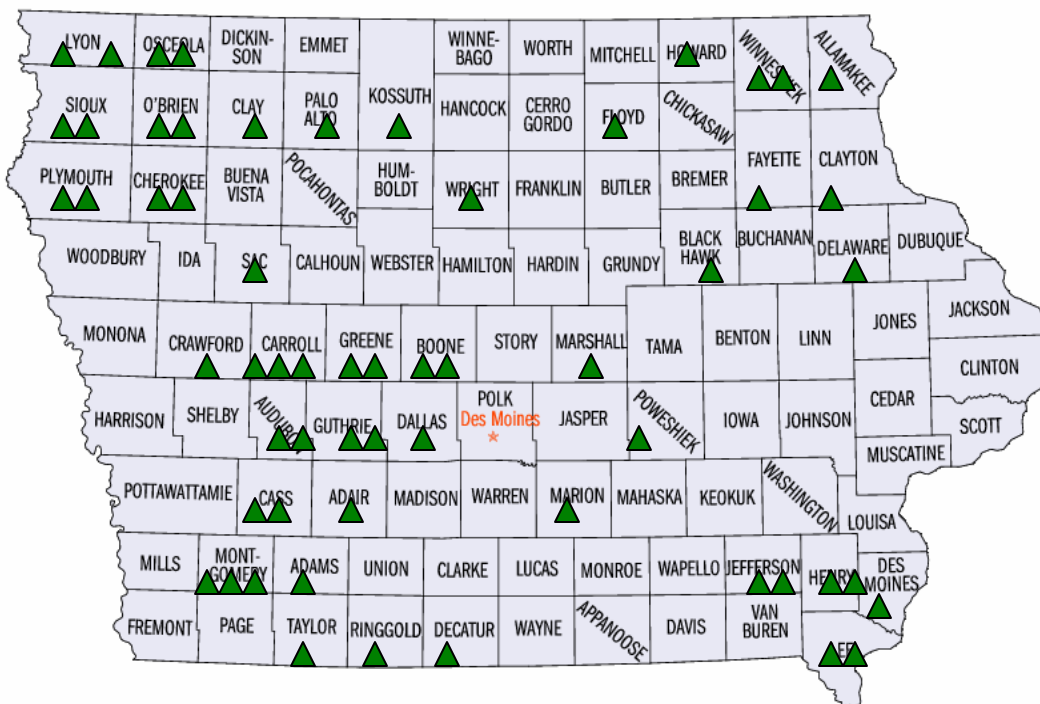 LYON
OSCEOLA
DICKIN-
SON
EMMET
WINNE-
BAGO
WORTH
MITCHELL
HOWARD
WINNESHIEK
ALLAMAKEE
SIOUX
O'BRIEN
CLAY
PALO
ALTO
KOSSUTH
HANCOCK
CERRO
GORDO
FLOYD
CHICKASAW
FAYETTE
CLAYTON
PLYMOUTH
CHEROKEE
BUENA
VISTA
POCAHONTAS
HUM-
BOLDT
WRIGHT
FRANKLIN
BUTLER
BREMER
WOODBURY
IDA
SAC
CALHOUN
WEBSTER
HAMILTON
HARDIN
GRUNDY
BLACK
HAWK
BUCHANAN
DELAWARE
DUBUQUE
MONONA
CRAWFORD
CARROLL
GREENE
BOONE
STORY
MARSHALL
TAMA
BENTON
LINN
JONES
JACKSON
CLINTON
HARRISON
SHELBY
AUDUBON
GUTHRIE
DALLAS
POLK
Des Moines
JASPER
POWESHIEK
IOWA
JOHNSON
CEDAR
SCOTT
MUSCATINE
POTTAWATTAMIE
CASS
ADAIR
MADISON
WARREN
MARION
MAHASKA
KEOKUK
WASHINGTON
LOUISA
MILLS
MONT-
GOMERY
ADAMS
UNION
CLARKE
LUCAS
MONROE
WAPELLO
JEFFERSON
HENRY
DES
MOINES
FREMONT
PAGE
TAYLOR
RINGGOLD
DECATUR
WAYNE
APPANOOSE
DAVIS
VAN
BUREN
LEE